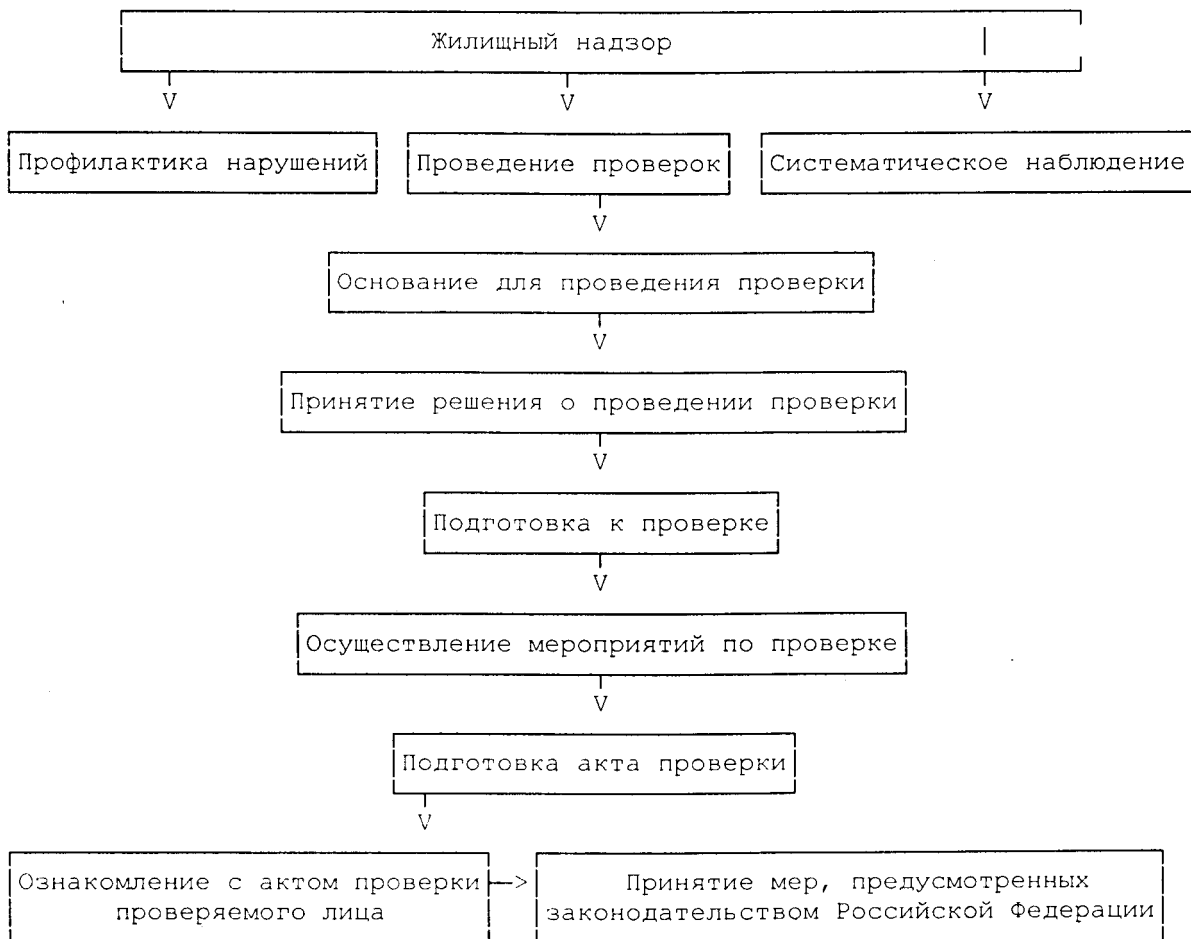 Жилищный надзор
Профилактика нарушений
Проведение проверок
Систематическое наблюдение
Основание для проведения проверки
Принятие решения о проведении проверки
Подготовка к проверке
Осуществление мероприятий по проверке
Подготовка акта проверки
Ознакомление с актом проверки
проверяемого лица
Принятие мер, предусмотренных
законодательством Российской Федерации